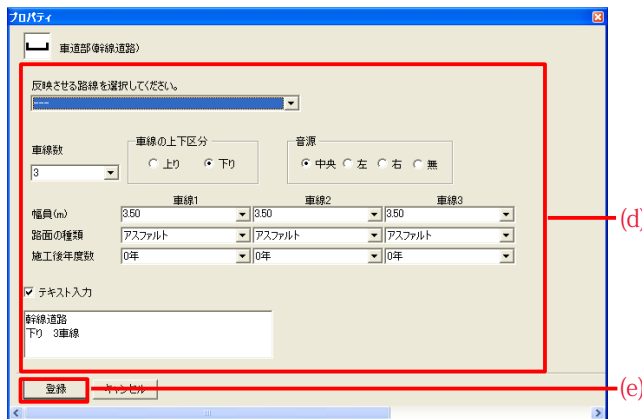 プロパティ
車道部(幹線道路)
反映させる路線を選択してください。
---
車線数
3
車線の上下区分
上り 下り
音源
中央 左 右 無
車線1 車線2 車線3
幅員(m) 3.50 3.50 3.50
路面の種類 アスファルト アスファルト アスファルト
施工後年度数 0年 0年 0年
テキスト入力
幹線道路
下り 3車線
登録 キャンセル
(d)
(e)